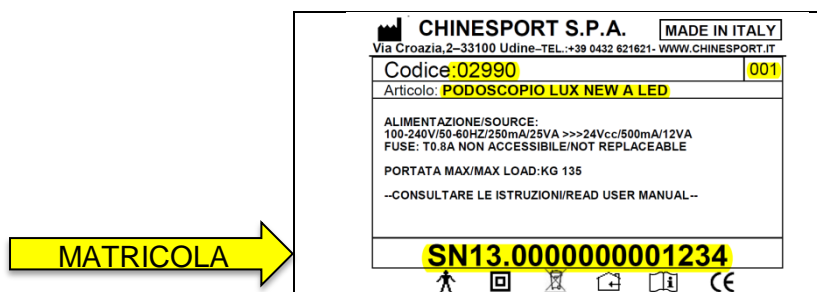 CHINESPORT S.P.A. MADE IN ITALY
Via Croazia,2–33100 Udine–TEL.:+39 0432 621621- WWW.CHINESPORT.IT
Codice:02990 001
Articolo: PODOSCOPIO LUX NEW A LED
ALIMENTAZIONE/SOURCE:
100-240V/50-60HZ/250mA/25VA >>>24Vcc/500mA/12VA
FUSE: T0.8A NON ACCESSIBILE/NOT REPLACEABLE
PORTATA MAX/MAX LOAD:KG 135
--CONSULTARE LE ISTRUZIONI/READ USER MANUAL--
MATRICOLA
SN13.0000000001234
CE